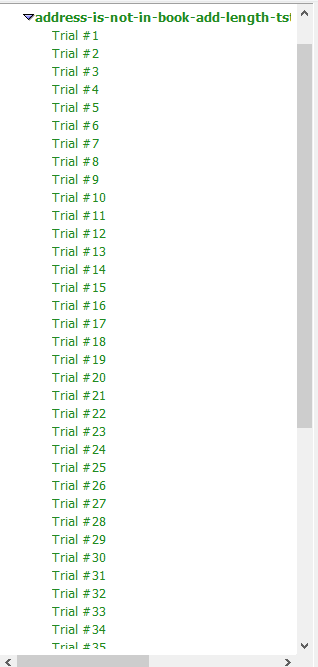 address-is-not-in-book-add-length-tst
Trial #1
Trial #2
Trial #3
Trial #4
Trial #5
Trial #6
Trial #7
Trial #8
Trial #9
Trial #10
Trial #11
Trial #12
Trial #13
Trial #14
Trial #15
Trial #16
Trial #17
Trial #18
Trial #19
Trial #20
Trial #21
Trial #22
Trial #23
Trial #24
Trial #25
Trial #26
Trial #27
Trial #28
Trial #29
Trial #30
Trial #31
Trial #32
Trial #33
Trial #34
Trial #35